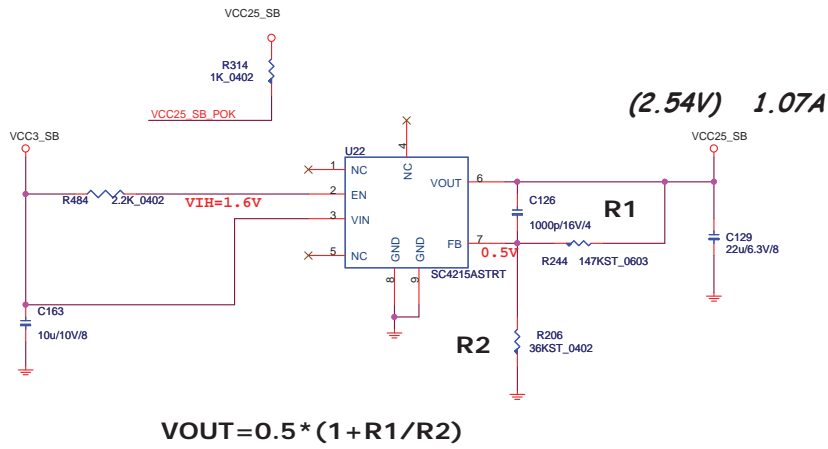 VCC25_SB
R314
1K_0402
VCC25_SB_POK
(2.54V) 1.07A
VCC3_SB
VCC25_SB
U22
4
1
NC
NC
R484 2.2K_0402
VIH=1.6V
2
EN
VOUT
6
C126
1000p/16V/4
R1
3
VIN
5
NC
GND
GND
FB
7
0.5V
R244 147KST_0603
C129
22u/6.3V/8
SC4215ASTRT
8
9
C163
10u/10V/8
R2
R206
36KST_0402
VOUT=0.5*(1+R1/R2)